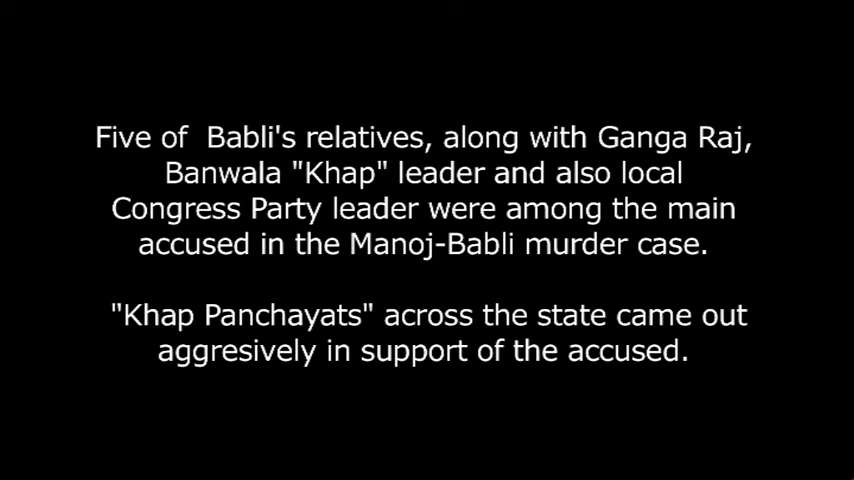 Five of  Babli's relatives, along with Ganga Raj,
Banwala "Khap" leader and also local
Congress Party leader were among the main
accused in the Manoj-Babli murder case.
"Khap Panchayats" across the state came out
aggresively in support of the accused.